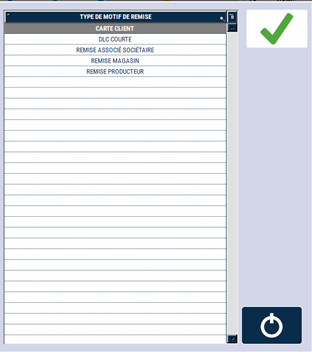 TYPE DE MOTIF DE REMISE
CARTE CLIENT
DLC COURTE
REMISE ASSOCIÉ SOCIÉTAIRE
REMISE MAGASIN
REMISE PRODUCTEUR